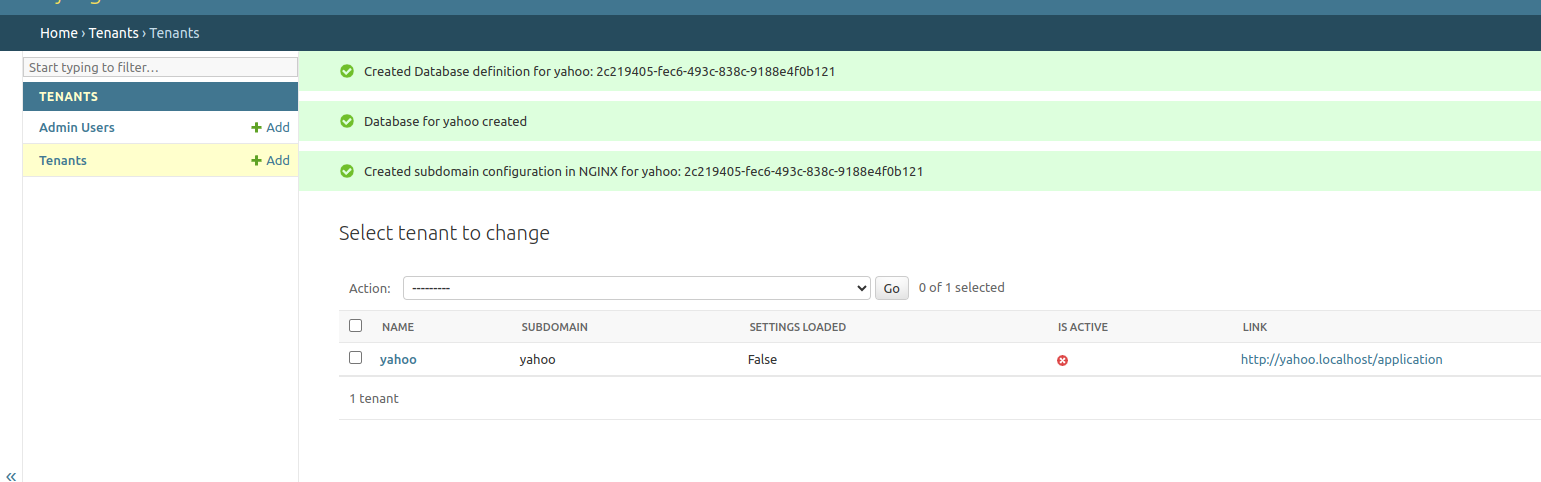 Home › Tenants › Tenants
Start typing to filter...
TENANTS
Admin Users + Add
Tenants + Add
«
Created Database definition for yahoo: 2c219405-fec6-493c-838c-9188e4f0b121
Database for yahoo created
Created subdomain configuration in NGINX for yahoo: 2c219405-fec6-493c-838c-9188e4f0b121
Select tenant to change
Action: --------- Go 0 of 1 selected
NAME SUBDOMAIN SETTINGS LOADED IS ACTIVE LINK
yahoo yahoo False http://yahoo.localhost/application
1 tenant